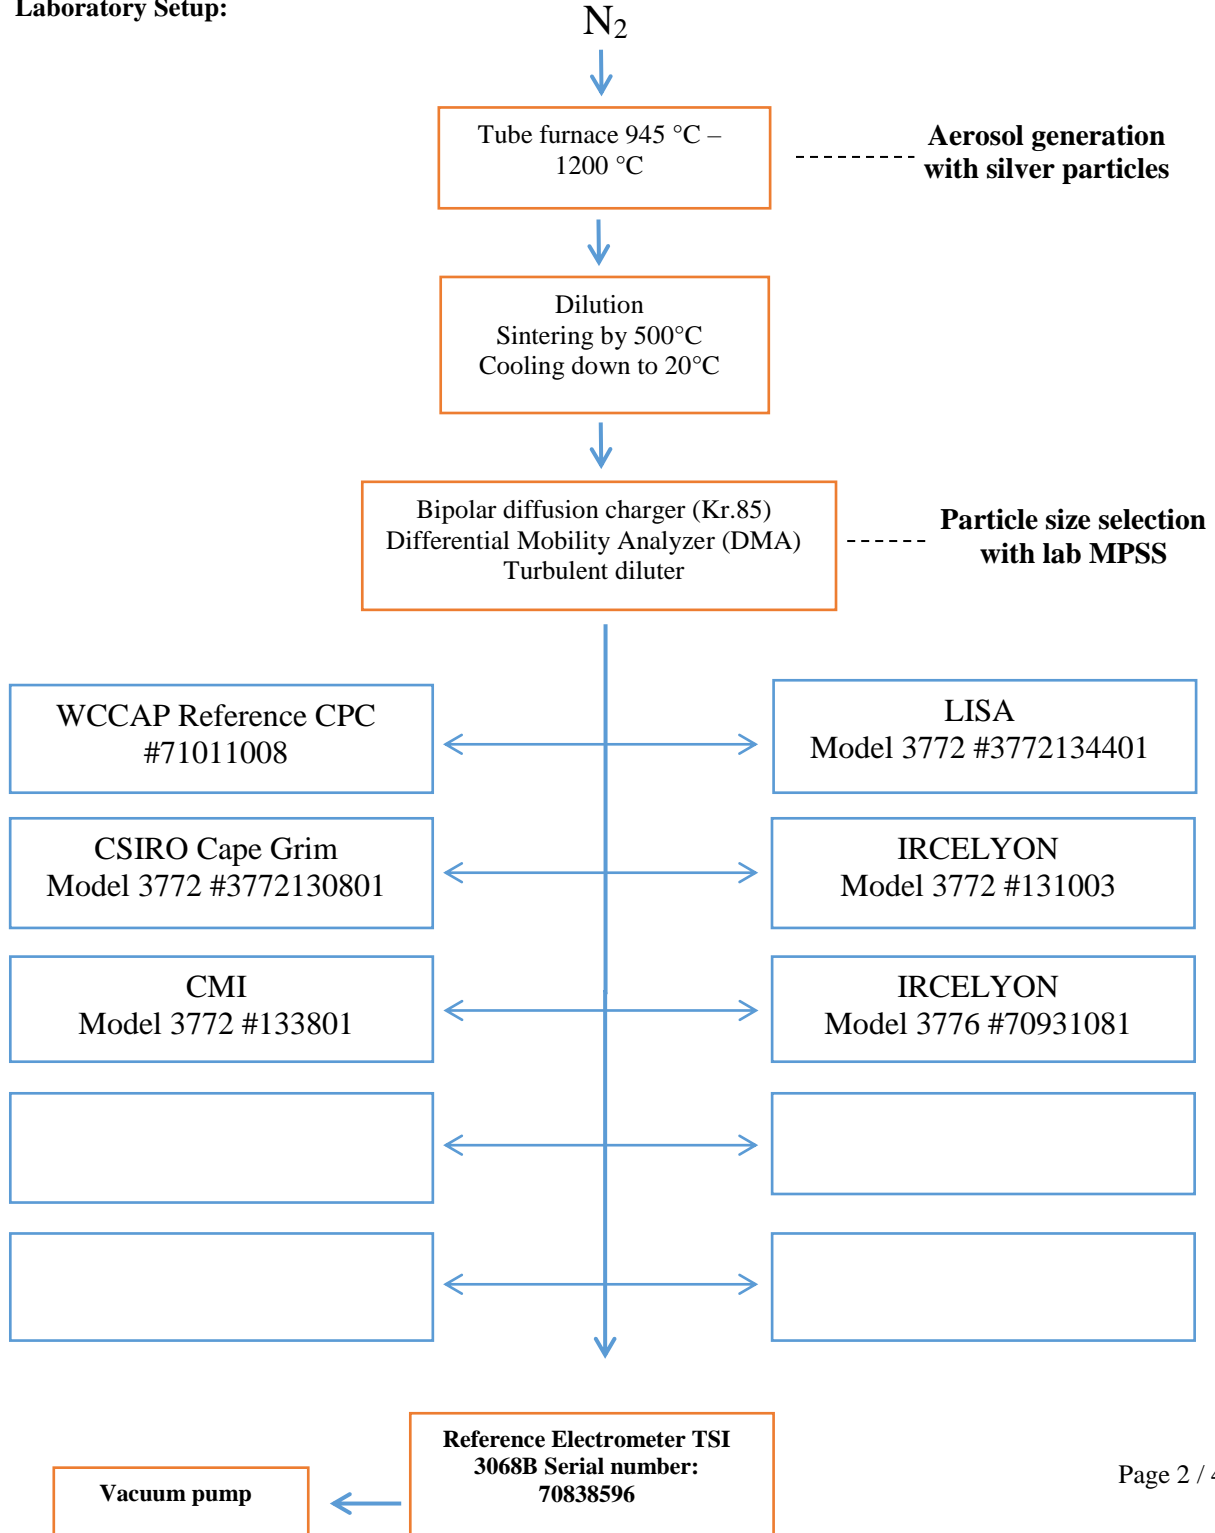 Laboratory Setup:
N₂
Tube furnace 945 °C –
1200 °C
Aerosol generation
with silver particles
Dilution
Sintering by 500°C
Cooling down to 20°C
Bipolar diffusion charger (Kr.85)
Differential Mobility Analyzer (DMA)
Turbulent diluter
Particle size selection
with lab MPSS
WCCAP Reference CPC
#71011008
LISA
Model 3772 #3772134401
CSIRO Cape Grim
Model 3772 #3772130801
IRCELYON
Model 3772 #131003
CMI
Model 3772 #133801
IRCELYON
Model 3776 #70931081
Reference Electrometer TSI
3068B Serial number:
70838596
Vacuum pump
Page 2 / 4